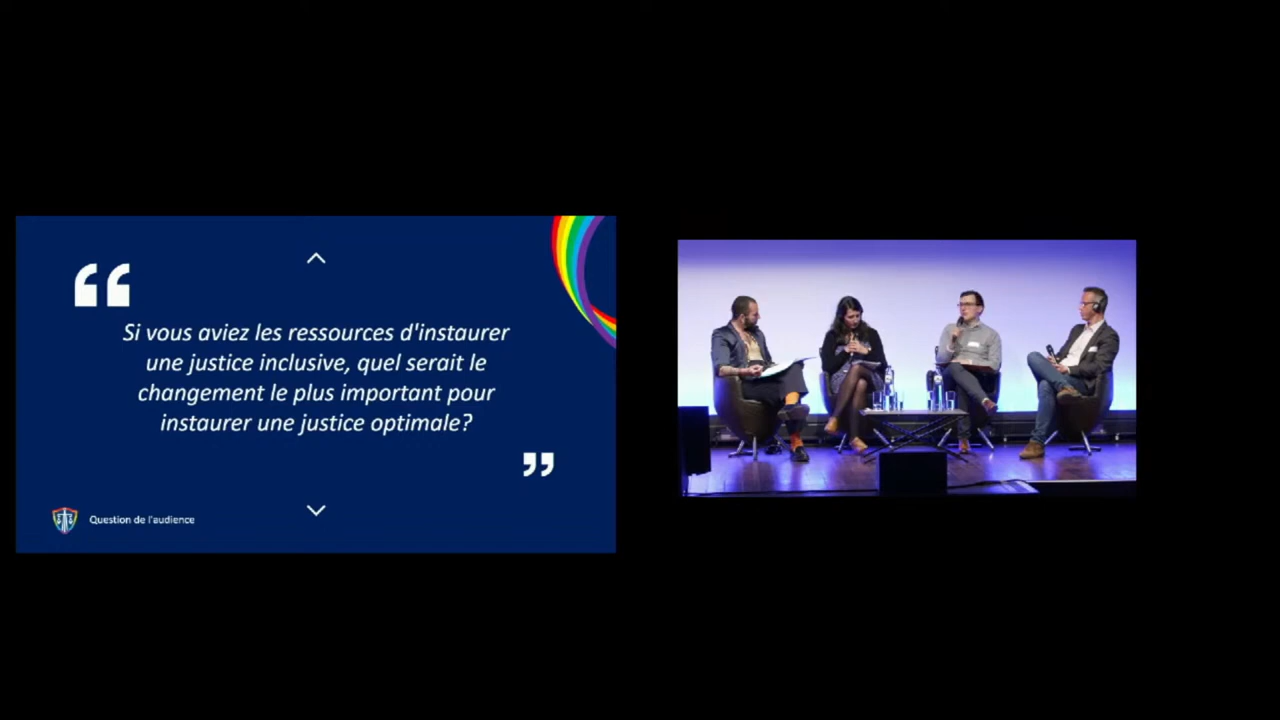 “
Si vous aviez les ressources d'instaurer
une justice inclusive, quel serait le
changement le plus important pour
instaurer une justice optimale?
”
Question de l'audience